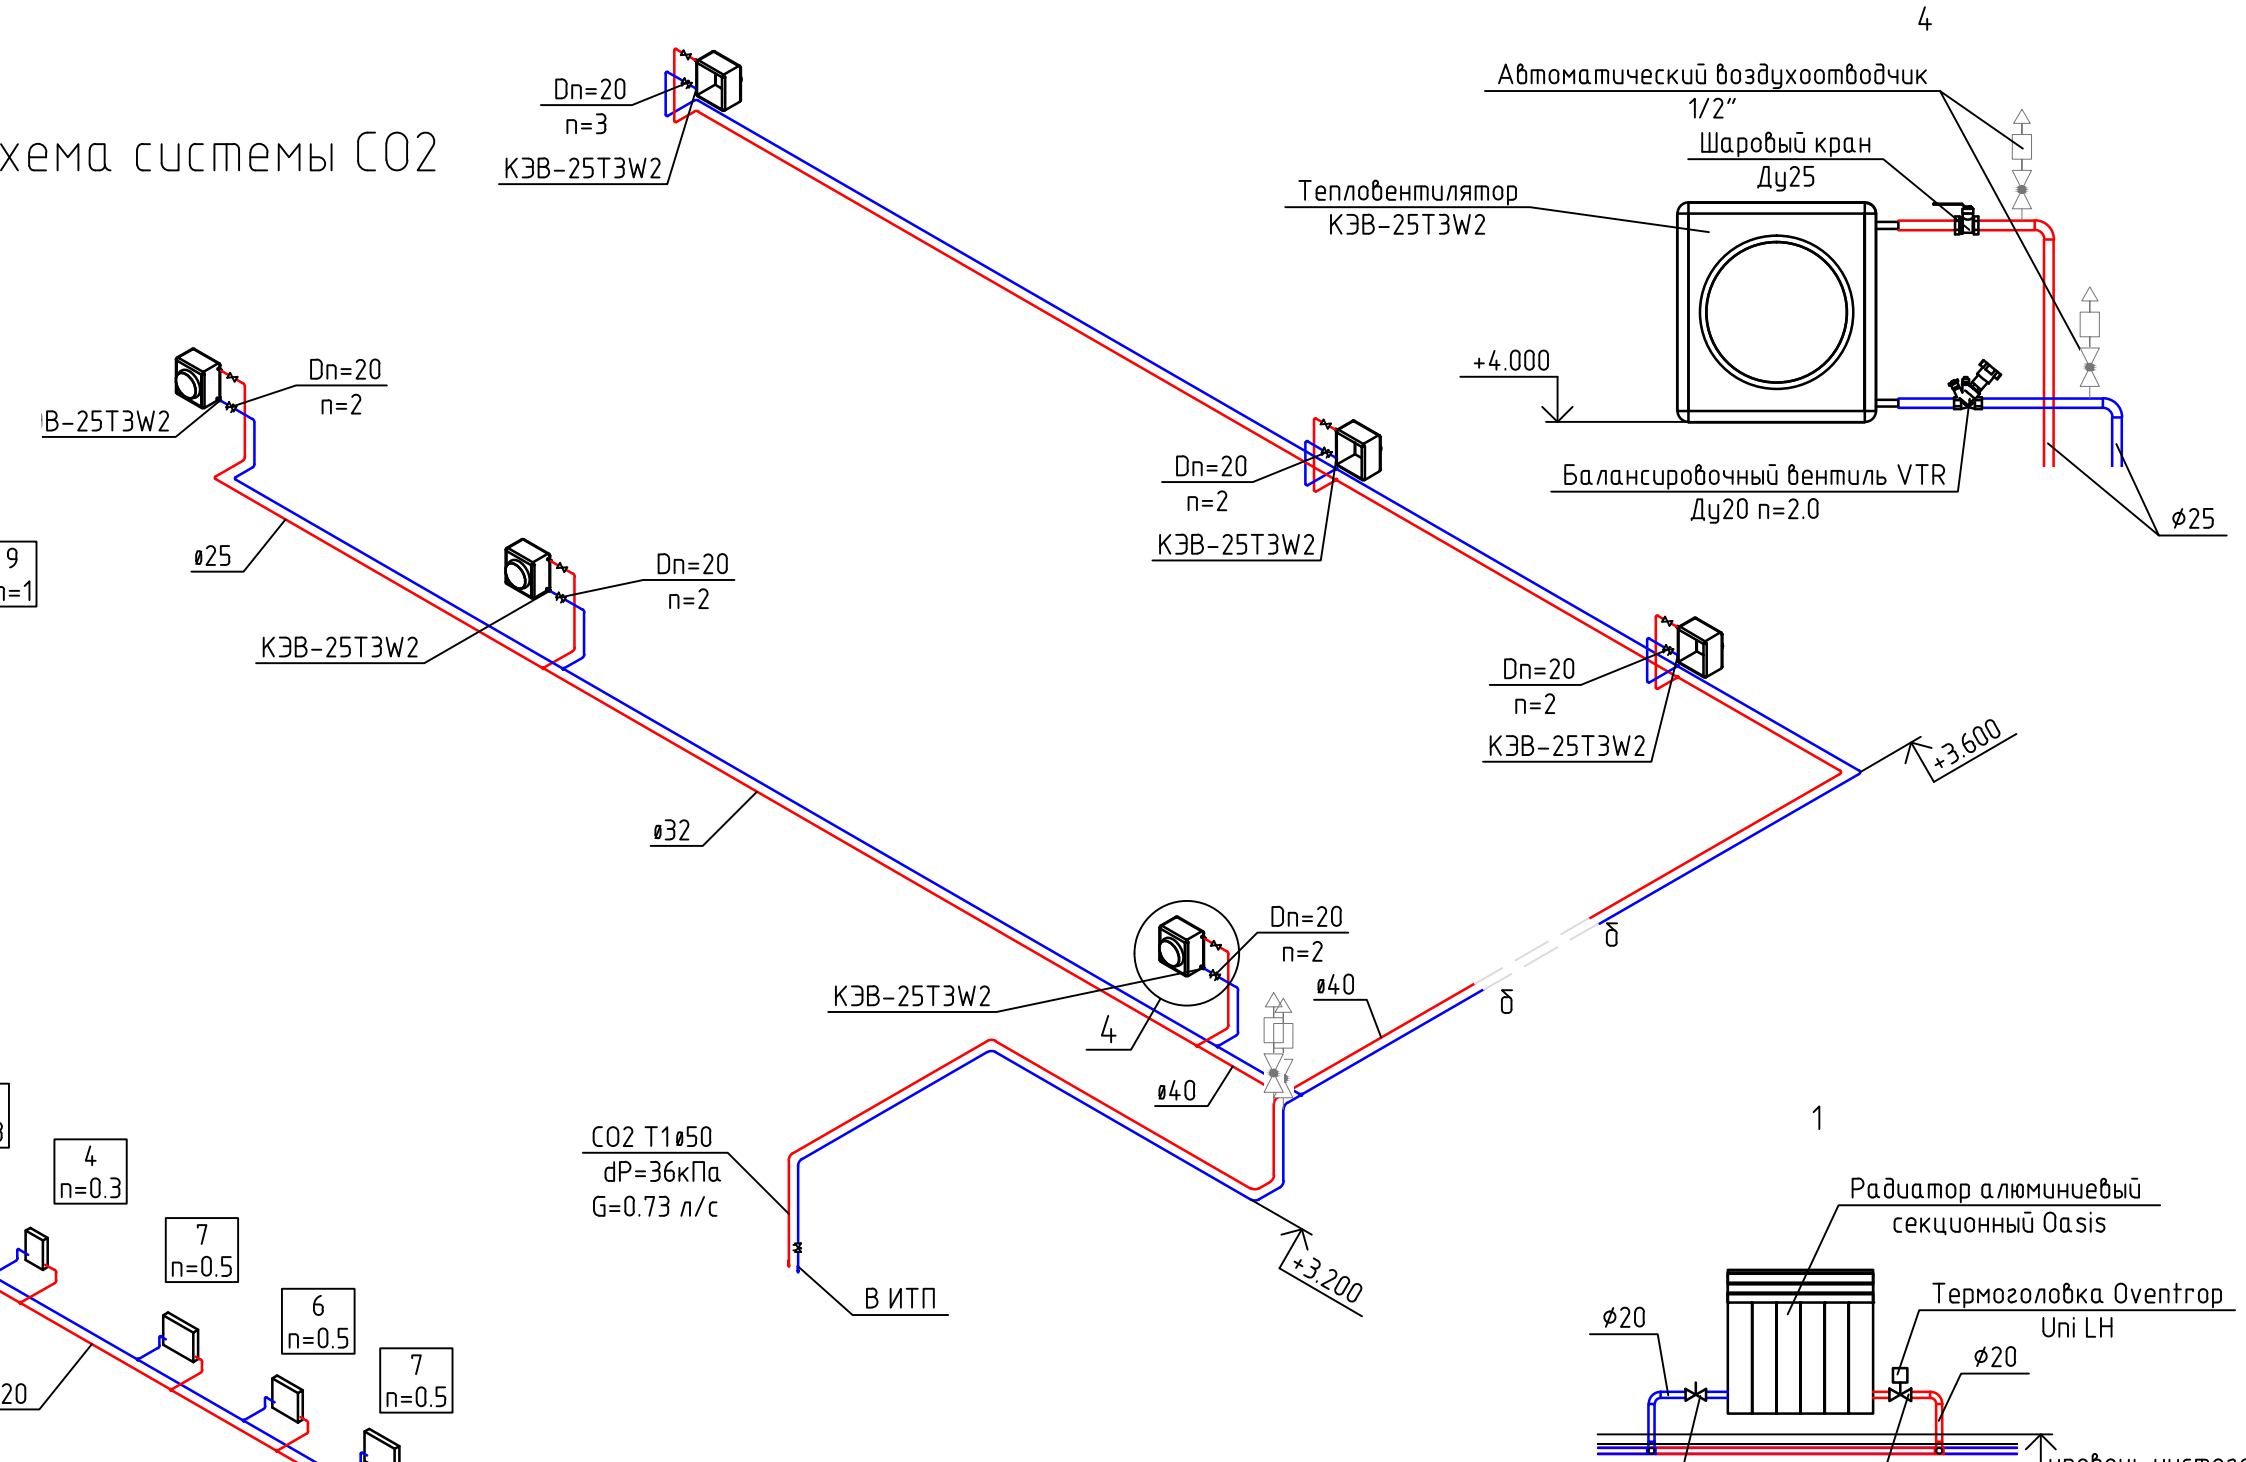 хема системы СО2
Dn=20
n=3
КЭВ-25Т3W2
Dn=20
n=2
В-25Т3W2
ø25
9
n=1
Dn=20
n=2
КЭВ-25Т3W2
ø32
Dn=20
n=2
КЭВ-25Т3W2
Dn=20
n=2
КЭВ-25Т3W2
+3.600
б
б
Dn=20
n=2
КЭВ-25Т3W2
4
ø40
ø40
СО2 Т1ø50
dP=36кПа
G=0.73 л/с
В ИТП
+3.200
4
Автоматический воздухоотводчик
1/2"
Шаровый кран
Ду25
Тепловентилятор
КЭВ-25Т3W2
+4.000
Балансировочный вентиль VTR
Ду20 n=2.0
ø25
4
n=0.3
7
n=0.5
6
n=0.5
7
n=0.5
20
1
Радиатор алюминиевый
секционный Oasis
Термоголовка Oventrop
Uni LH
ø20
ø20